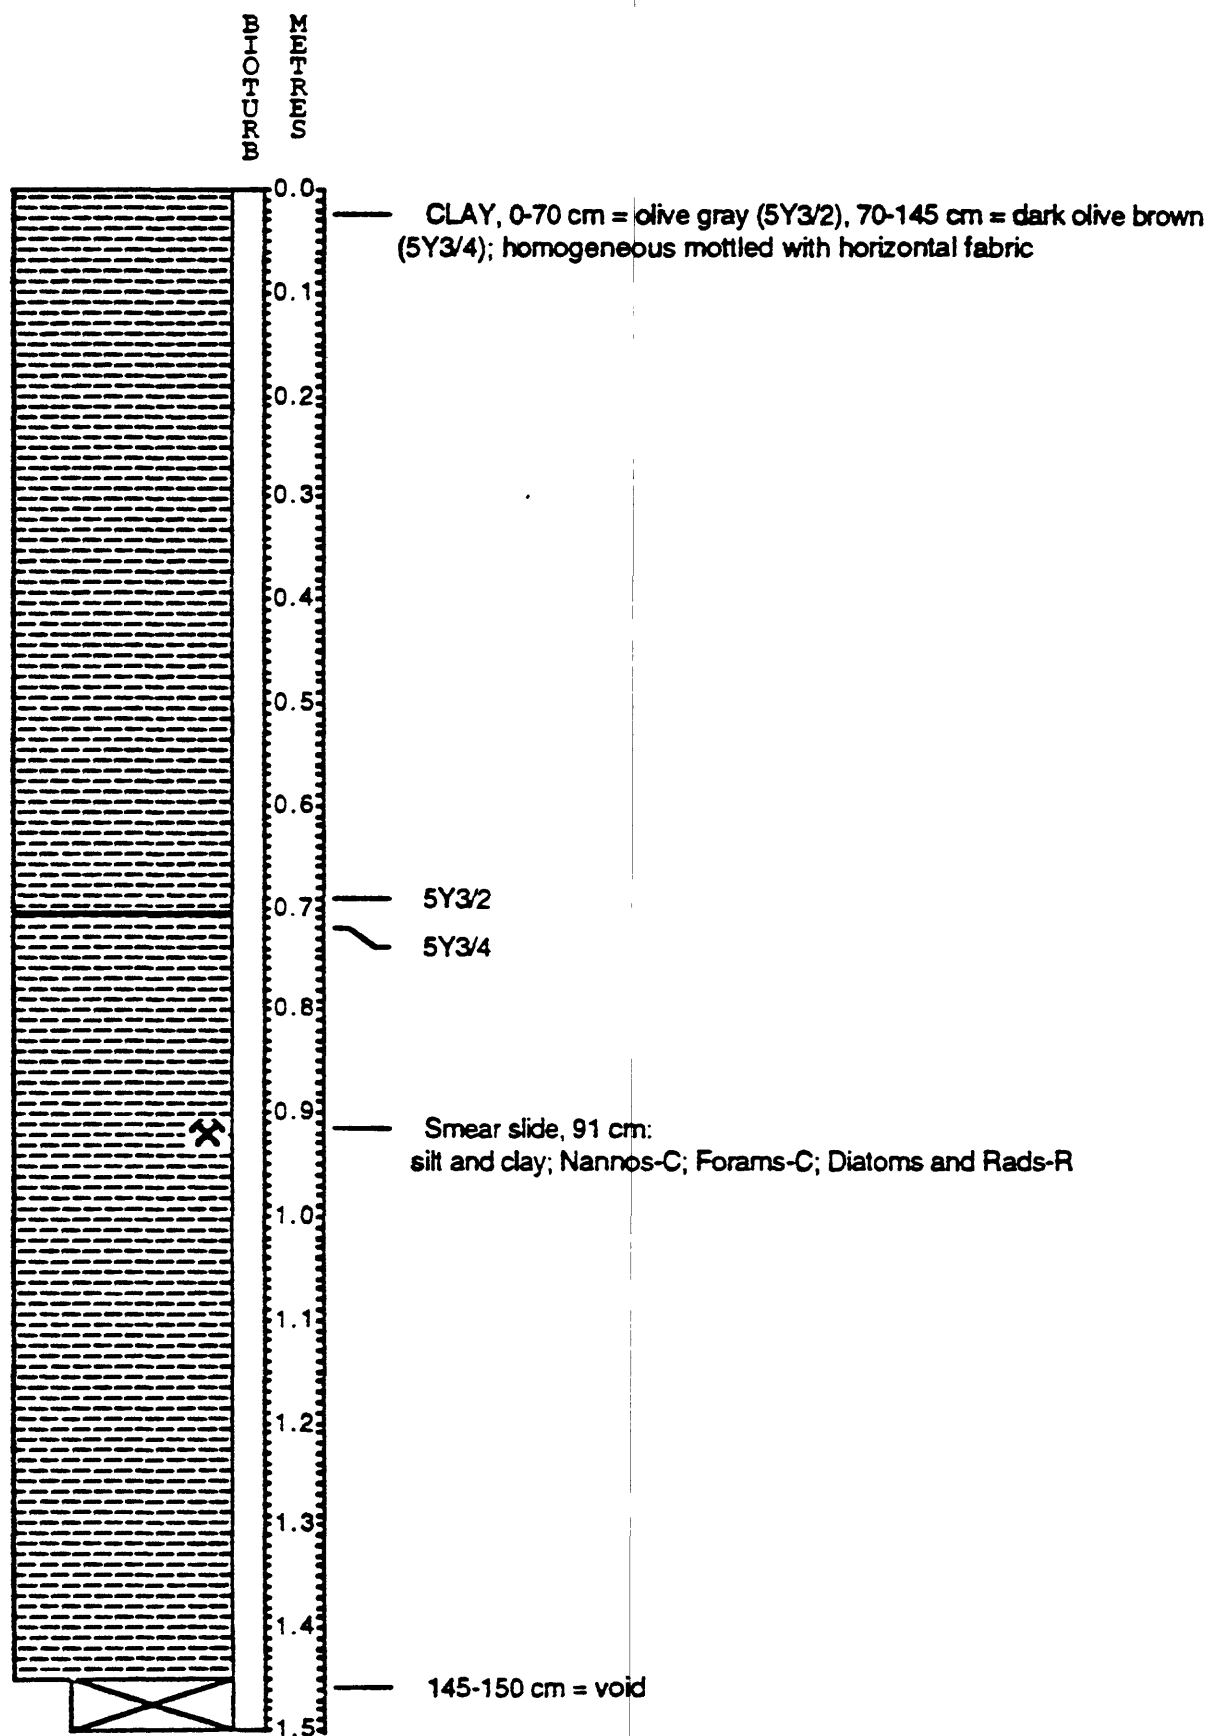 BIOTURB
METRES
0.0
CLAY, 0-70 cm = olive gray (5Y3/2), 70-145 cm = dark olive brown
(5Y3/4); homogeneous mottled with horizontal fabric
0.1
0.2
0.3
0.4
0.5
0.6
0.7
5Y3/2
5Y3/4
0.8
0.9
Smear slide, 91 cm:
silt and clay; Nannos-C; Forams-C; Diatoms and Rads-R
1.0
1.1
1.2
1.3
1.4
145-150 cm = void
1.5